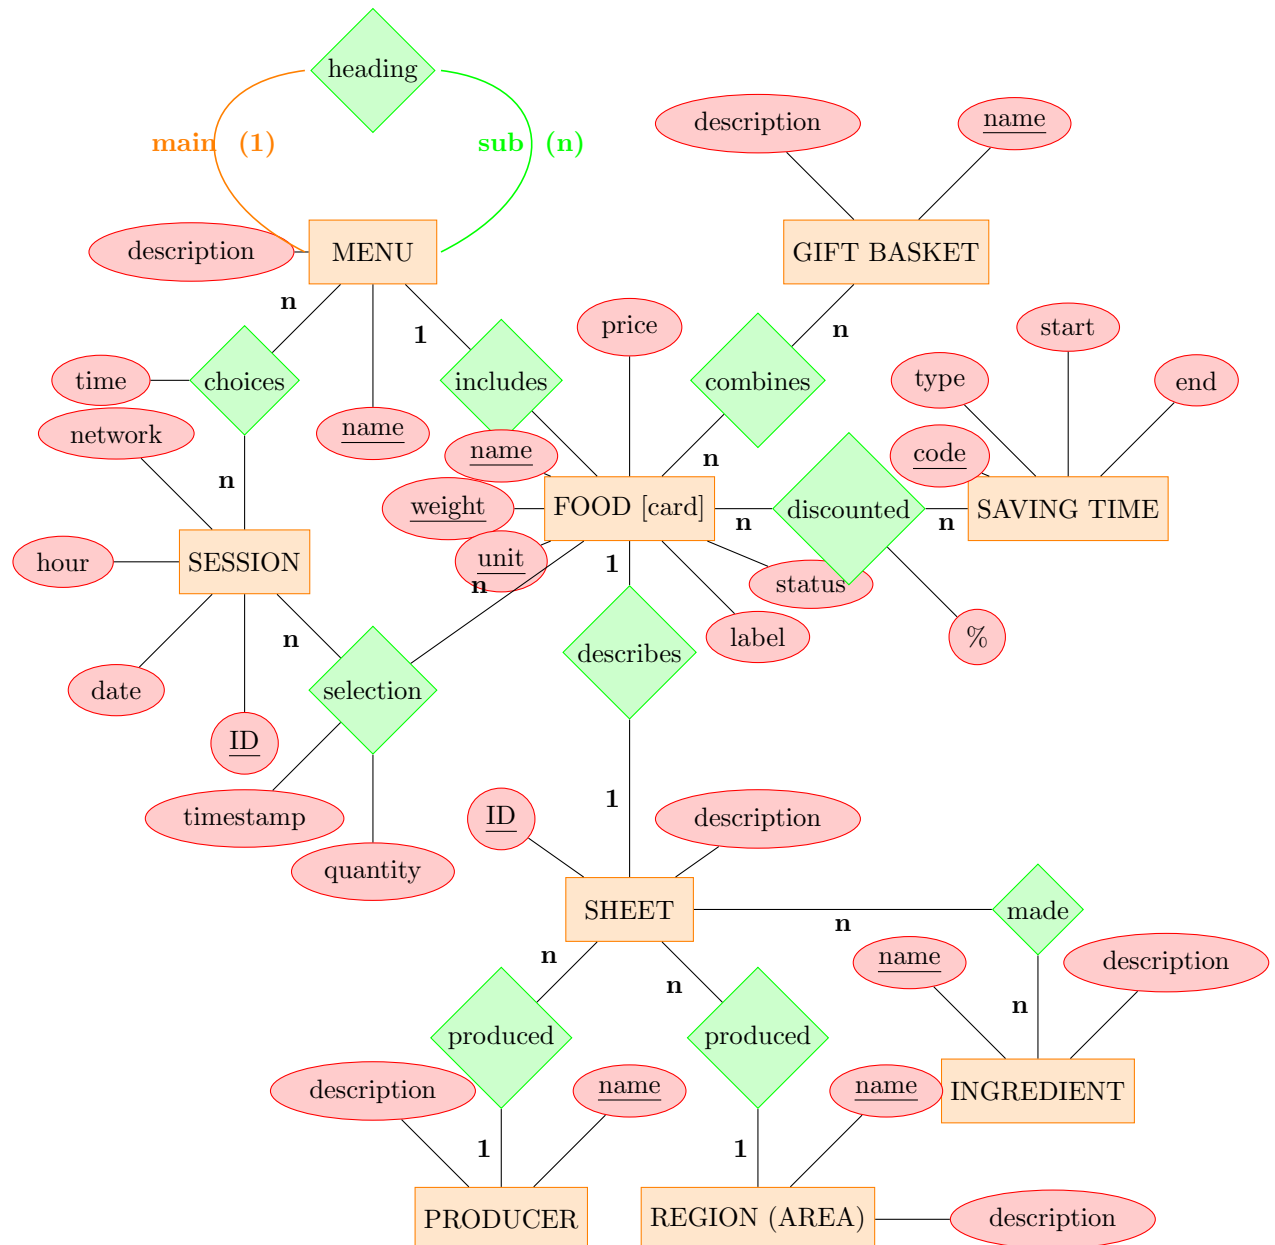 heading
description
name
main (1)
sub (n)
description
MENU
GIFT BASKET
n
1
price
n
start
time
choices
includes
combines
type
end
network
name
name
code
n
n
weight
FOOD [card]
discounted
SAVING TIME
n
n
hour
SESSION
unit
1
status
n
n
label
%
describes
date
selection
ID
1
timestamp
ID
description
quantity
SHEET
made
n
n
n
name
description
n
produced
produced
description
name
name
INGREDIENT
1
1
PRODUCER
REGION (AREA)
description